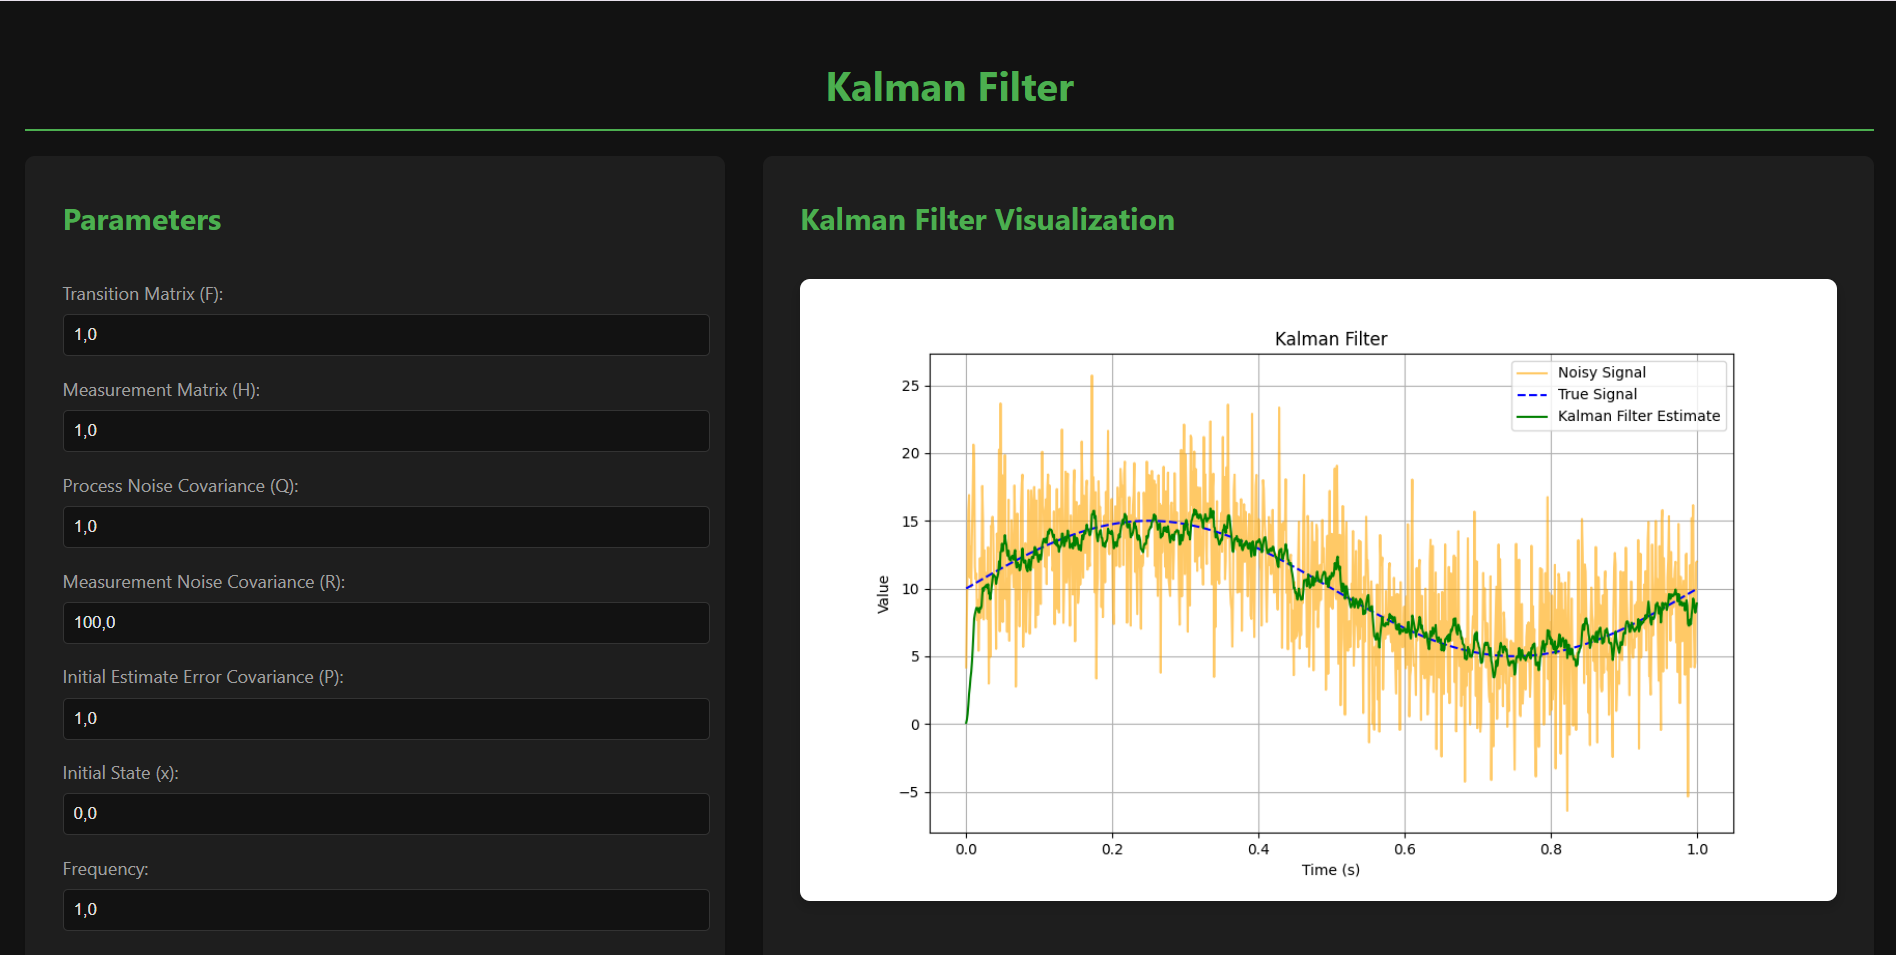 Kalman Filter
Parameters
Transition Matrix (F):
1,0
Measurement Matrix (H):
1,0
Process Noise Covariance (Q):
1,0
Measurement Noise Covariance (R):
100,0
Initial Estimate Error Covariance (P):
1,0
Initial State (x):
0,0
Frequency:
1,0
Kalman Filter Visualization
Kalman Filter
Noisy Signal
True Signal
Kalman Filter Estimate
25
20
15
10
5
0
−5
Value
0.0 0.2 0.4 0.6 0.8 1.0
Time (s)